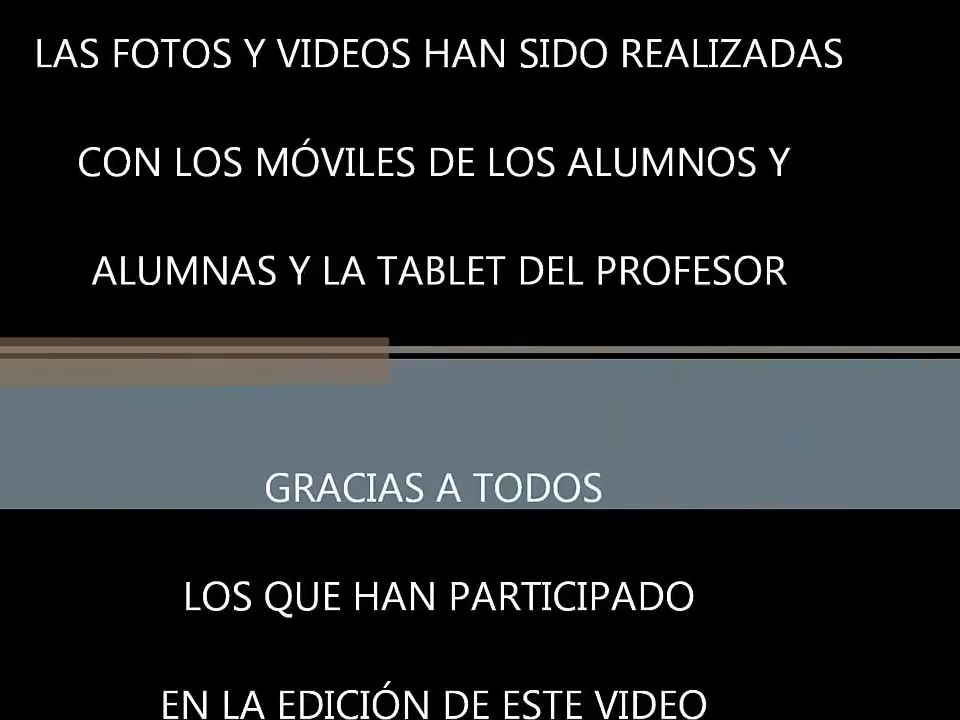 LAS FOTOS Y VIDEOS HAN SIDO REALIZADAS
CON LOS MÓVILES DE LOS ALUMNOS Y
ALUMNAS Y LA TABLET DEL PROFESOR
GRACIAS A TODOS
LOS QUE HAN PARTICIPADO
EN LA EDICIÓN DE ESTE VIDEO